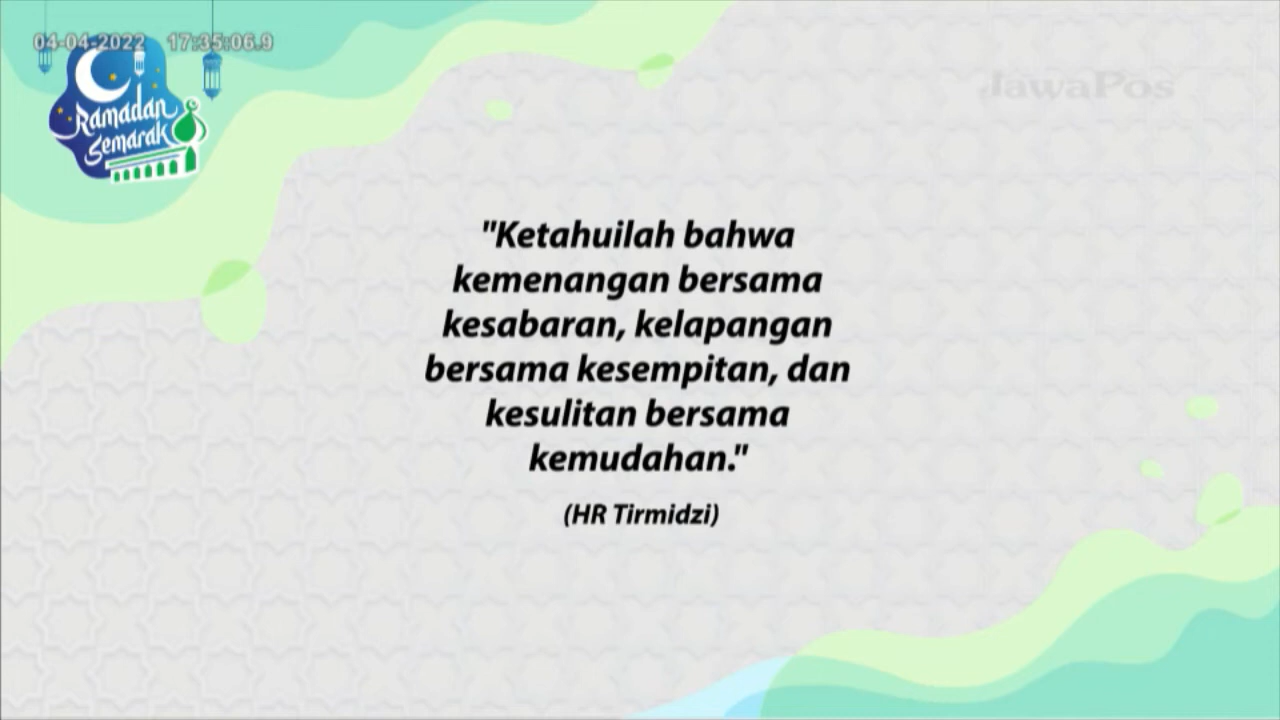 04-04-2022 17:35:06.9
JawaPos
Ramadan
Semarak
"Ketahuilah bahwa
kemenangan bersama
kesabaran, kelapangan
bersama kesempitan, dan
kesulitan bersama
kemudahan."
(HR Tirmidzi)